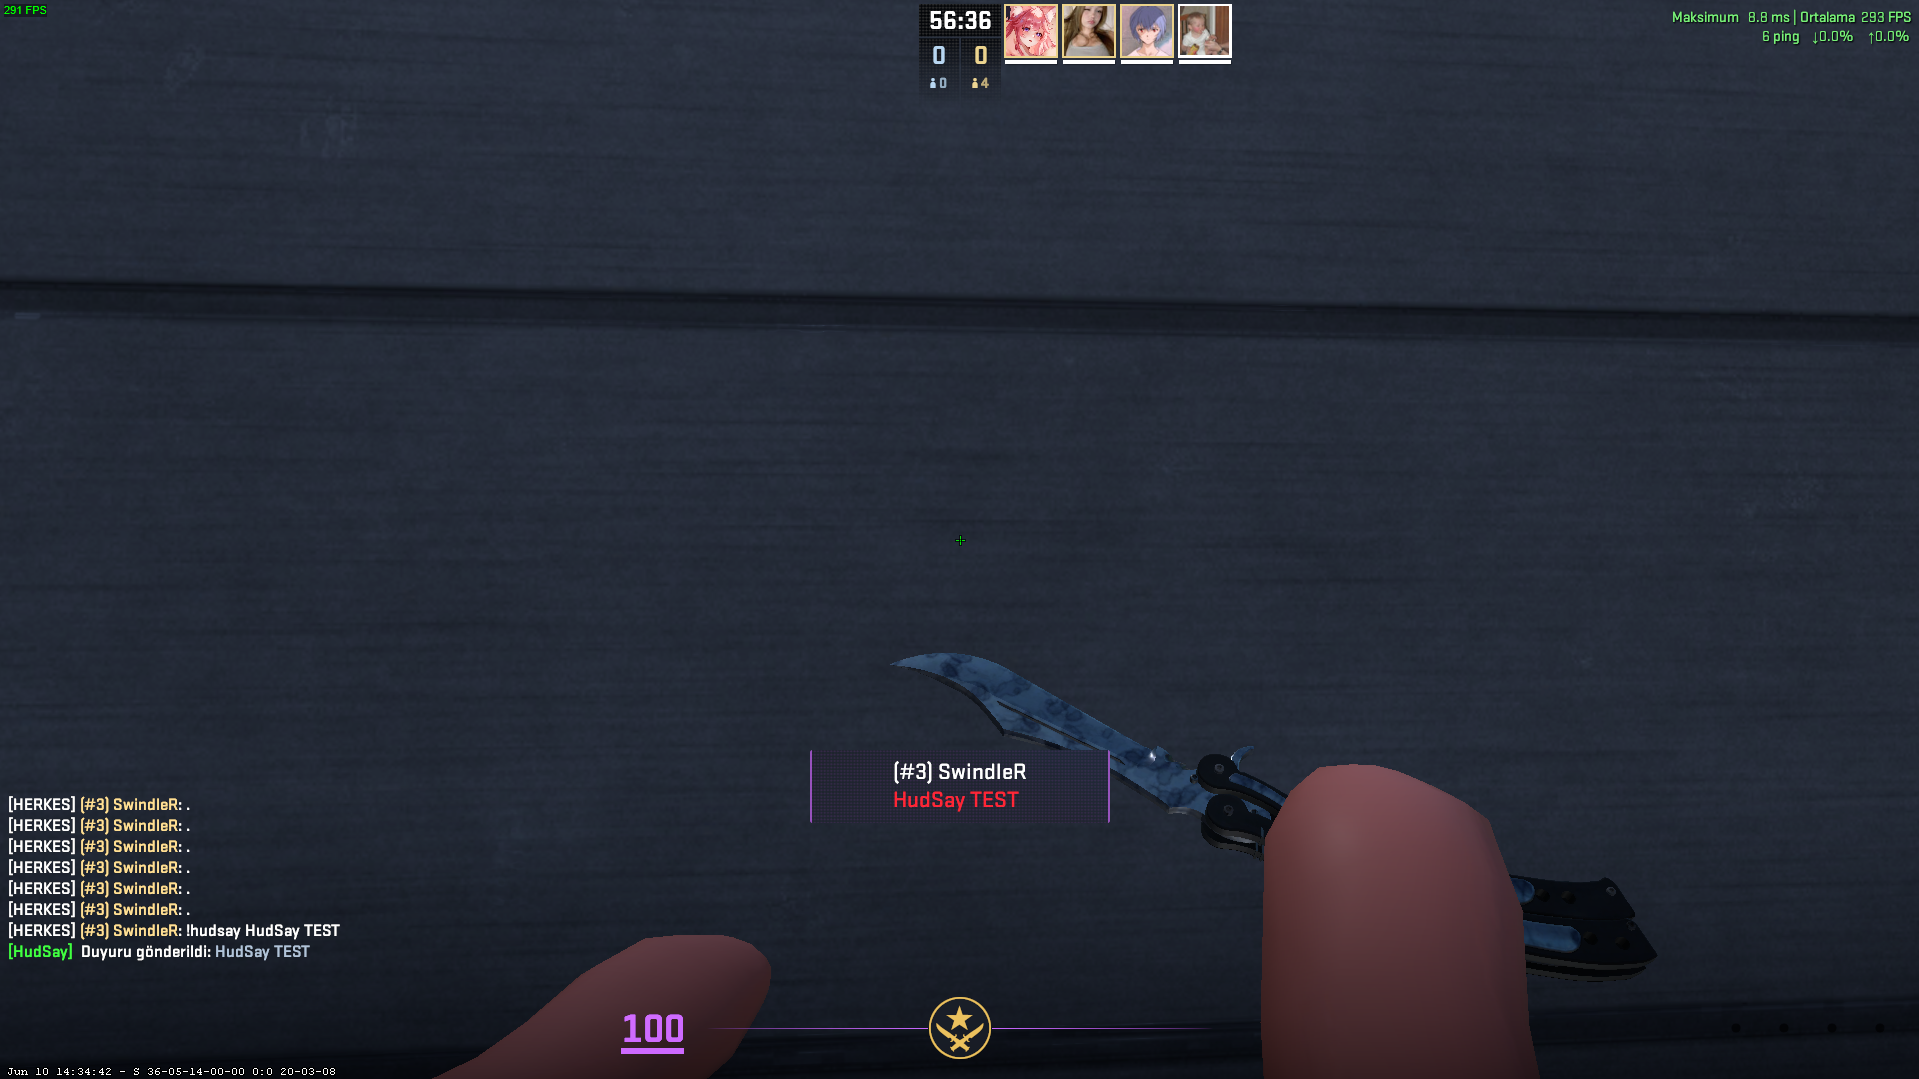 291 FPS
56:36
0 0
0 4
Maksimum 8.8 ms | Ortalama 293 FPS
6 ping ↓0.0% ↑0.0%
(#3) SwindleR
HudSay TEST
[HERKES] (#3) SwindleR: .
[HERKES] (#3) SwindleR: .
[HERKES] (#3) SwindleR: .
[HERKES] (#3) SwindleR: .
[HERKES] (#3) SwindleR: .
[HERKES] (#3) SwindleR: .
[HERKES] (#3) SwindleR: !hudsay HudSay TEST
[HudSay] Duyuru gönderildi: HudSay TEST
100
Jun 10 14:34:42 - S 36-05-14-00-00 0:0 20-03-08